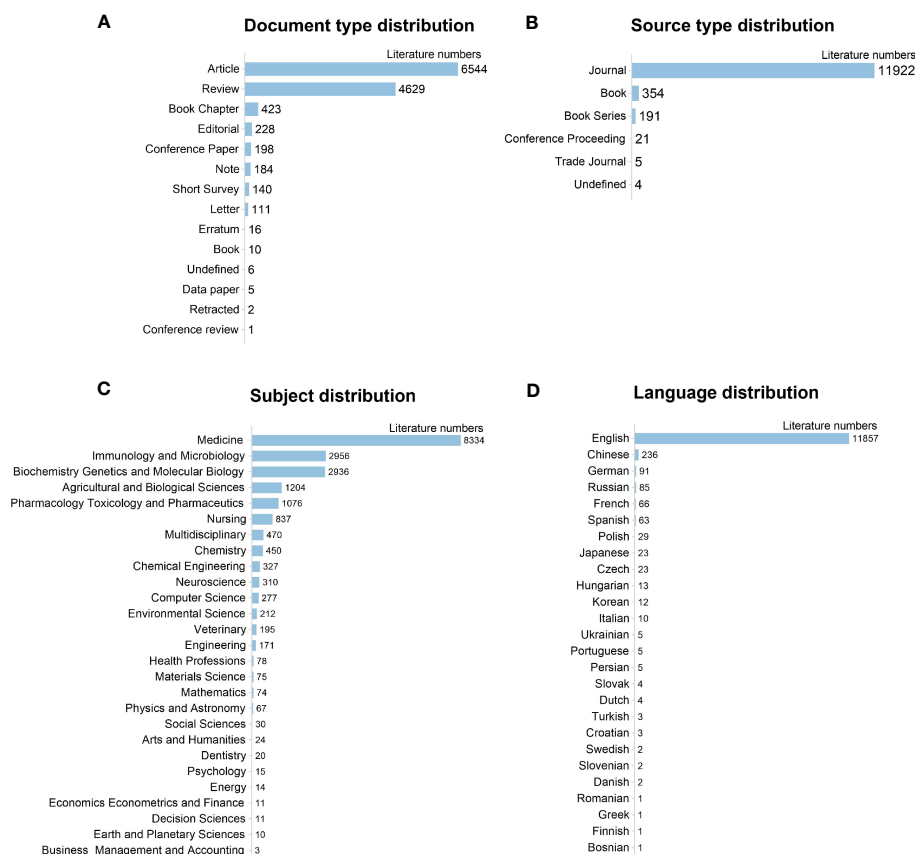 A
Document type distribution
Literature numbers
Article 6544
Review 4629
Book Chapter 423
Editorial 228
Conference Paper 198
Note 184
Short Survey 140
Letter 111
Erratum 16
Book 10
Undefined 6
Data paper 5
Retracted 2
Conference review 1
B
Source type distribution
Literature numbers
Journal 11922
Book 354
Book Series 191
Conference Proceeding 21
Trade Journal 5
Undefined 4
C
Subject distribution
Literature numbers
Medicine 8334
Immunology and Microbiology 2956
Biochemistry Genetics and Molecular Biology 2936
Agricultural and Biological Sciences 1204
Pharmacology Toxicology and Pharmaceutics 1076
Nursing 837
Multidisciplinary 470
Chemistry 450
Chemical Engineering 327
Neuroscience 310
Computer Science 277
Environmental Science 212
Veterinary 195
Engineering 171
Health Professions 78
Materials Science 75
Mathematics 74
Physics and Astronomy 67
Social Sciences 30
Arts and Humanities 24
Dentistry 20
Psychology 15
Energy 14
Economics Econometrics and Finance 11
Decision Sciences 11
Earth and Planetary Sciences 10
Business Management and Accounting 3
D
Language distribution
Literature numbers
English 11857
Chinese 236
German 91
Russian 85
French 66
Spanish 63
Polish 29
Japanese 23
Czech 23
Hungarian 13
Korean 12
Italian 10
Ukrainian 5
Portuguese 5
Persian 5
Slovak 4
Dutch 4
Turkish 3
Croatian 3
Swedish 2
Slovenian 2
Danish 2
Romanian 1
Greek 1
Finnish 1
Bosnian 1